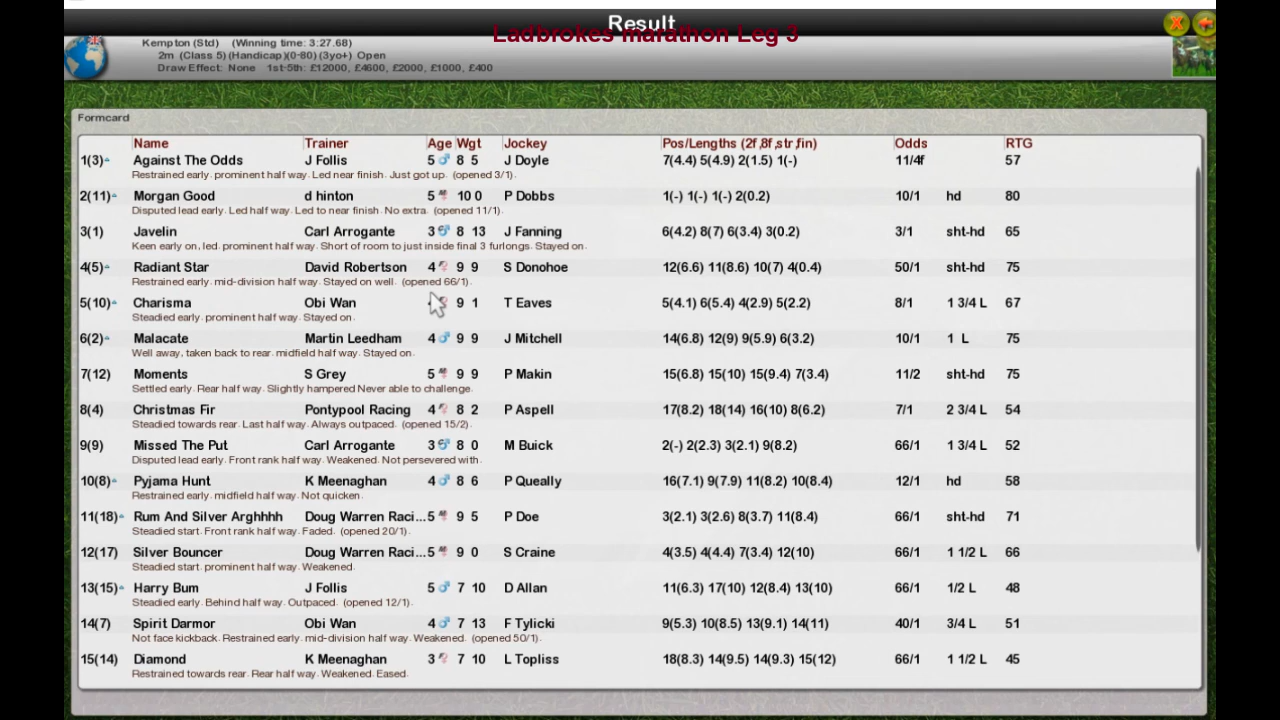 Result
Ladbrokes marathon Leg 3
Kempton (Std) (Winning time: 3:27.68)
2m (Class 5) (Handicap)(0-80) (3yo+) Open
Draw Effect: None 1st-5th: £12000, £4600, £2000, £1000, £400
Formcard
Name Trainer Age Wgt Jockey Pos/Lengths (2f,8f,str,fin) Odds RTG
1(3) Against The Odds J Follis 5 8 5 J Doyle 7(4.4) 5(4.9) 2(1.5) 1(-) 11/4f 57
Restrained early. prominent half way. Led near finish. Just got up. (opened 3/1).
2(11) Morgan Good d hinton 5 10 0 P Dobbs 1(-) 1(-) 1(-) 2(0.2) 10/1 hd 80
Disputed lead early. Led half way. Led to near finish. No extra. (opened 11/1).
3(1) Javelin Carl Arrogante 3 8 13 J Fanning 6(4.2) 8(7) 6(3.4) 3(0.2) 3/1 sht-hd 65
Keen early on, led. prominent half way. Short of room to just inside final 3 furlongs. Stayed on.
4(5) Radiant Star David Robertson 4 9 9 S Donohoe 12(6.6) 11(8.6) 10(7) 4(0.4) 50/1 sht-hd 75
Restrained early. mid-division half way. Stayed on well. (opened 66/1).
5(10) Charisma Obi Wan 9 1 T Eaves 5(4.1) 6(5.4) 4(2.9) 5(2.2) 8/1 1 3/4 L 67
Steadied early. prominent half way. Stayed on.
6(2) Malacate Martin Leedham 4 9 9 J Mitchell 14(6.8) 12(9) 9(5.9) 6(3.2) 10/1 1 L 75
Well away, taken back to rear. midfield half way. Stayed on.
7(12) Moments S Grey 5 9 9 P Makin 15(6.8) 15(10) 15(9.4) 7(3.4) 11/2 sht-hd 75
Settled early. Rear half way. Slightly hampered Never able to challenge.
8(4) Christmas Fir Pontypool Racing 4 8 2 P Aspell 17(8.2) 18(14) 16(10) 8(6.2) 7/1 2 3/4 L 54
Steadied towards rear. Last half way. Always outpaced. (opened 15/2).
9(9) Missed The Put Carl Arrogante 3 8 0 M Buick 2(-) 2(2.3) 3(2.1) 9(8.2) 66/1 1 3/4 L 52
Disputed lead early. Front rank half way. Weakened. Not persevered with.
10(8) Pyjama Hunt K Meenaghan 4 8 6 P Queally 16(7.1) 9(7.9) 11(8.2) 10(8.4) 12/1 hd 58
Restrained early. midfield half way. Not quicken.
11(18) Rum And Silver Arghhhh Doug Warren Raci... 5 9 5 P Doe 3(2.1) 3(2.6) 8(3.7) 11(8.4) 66/1 sht-hd 71
Steadied start. Front rank half way. Faded. (opened 20/1).
12(17) Silver Bouncer Doug Warren Raci... 5 9 0 S Craine 4(3.5) 4(4.4) 7(3.4) 12(10) 66/1 1 1/2 L 66
Steadied start. prominent half way. Weakened.
13(15) Harry Bum J Follis 5 7 10 D Allan 11(6.3) 17(10) 12(8.4) 13(10) 66/1 1/2 L 48
Steadied early. Behind half way. Outpaced. (opened 12/1).
14(7) Spirit Darmor Obi Wan 4 7 13 F Tylicki 9(5.3) 10(8.5) 13(9.1) 14(11) 40/1 3/4 L 51
Not face kickback. Restrained early. mid-division half way. Weakened. (opened 50/1).
15(14) Diamond K Meenaghan 3 7 10 L Topliss 18(8.3) 14(9.5) 14(9.3) 15(12) 66/1 1 1/2 L 45
Restrained towards rear. Rear half way. Weakened. Eased.